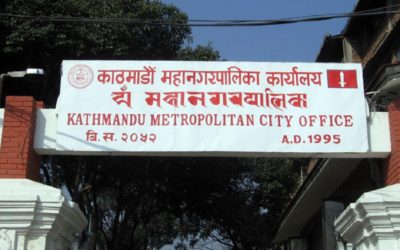 काठमाडौं महानगरपालिका कार्यालय
KATHMANDU METROPOLITAN CITY OFFICE
बि.स. २०५२ A.D. 1995